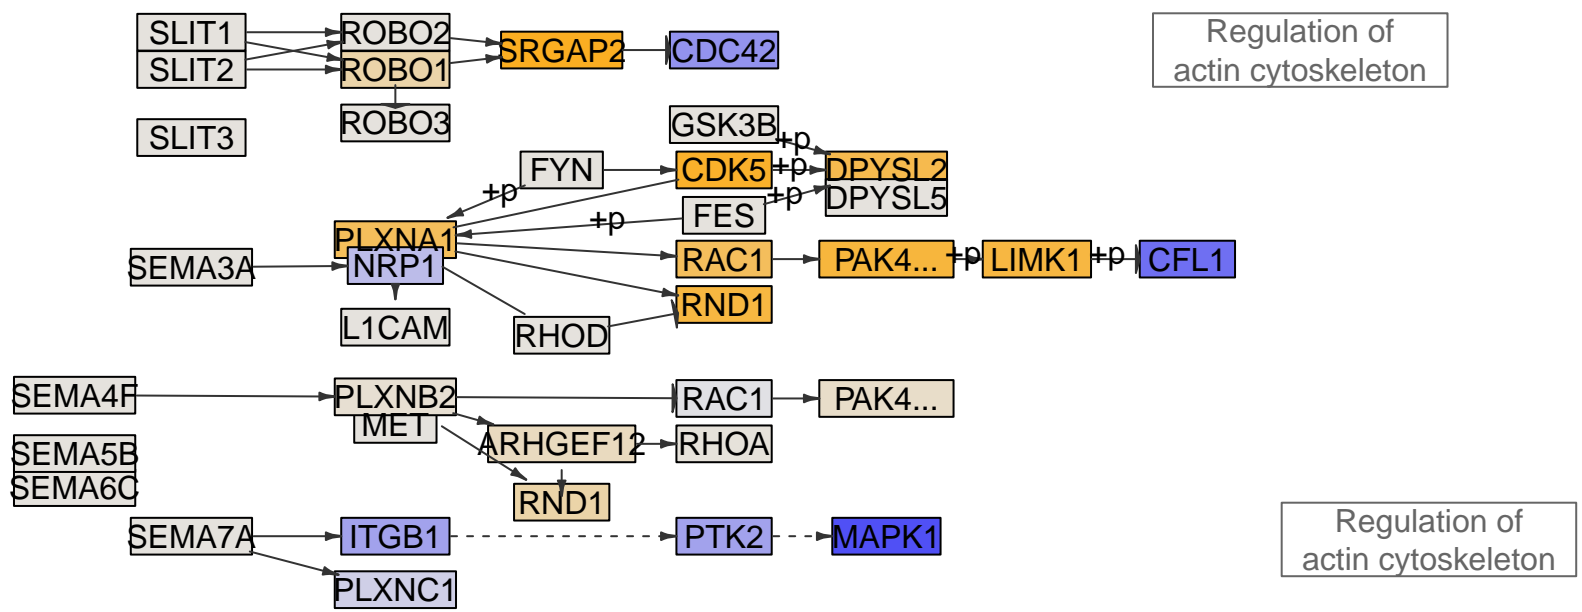 SLIT1
ROBO2
SRGAP2
CDC42
Regulation of
actin cytoskeleton
SLIT2
ROBO1
SLIT3
ROBO3
GSK3B
+p
FYN
CDK5
+p
DPYSL2
+p
FES
+p
DPYSL5
+p
PLXNA1
SEMA3A
NRP1
RAC1
PAK4...
+p
LIMK1
+p
CFL1
RND1
L1CAM
RHOD
SEMA4F
PLXNB2
RAC1
PAK4...
MET
ARHGEF12
RHOA
SEMA5B
SEMA6C
RND1
SEMA7A
ITGB1
PTK2
MAPK1
Regulation of
actin cytoskeleton
PLXNC1